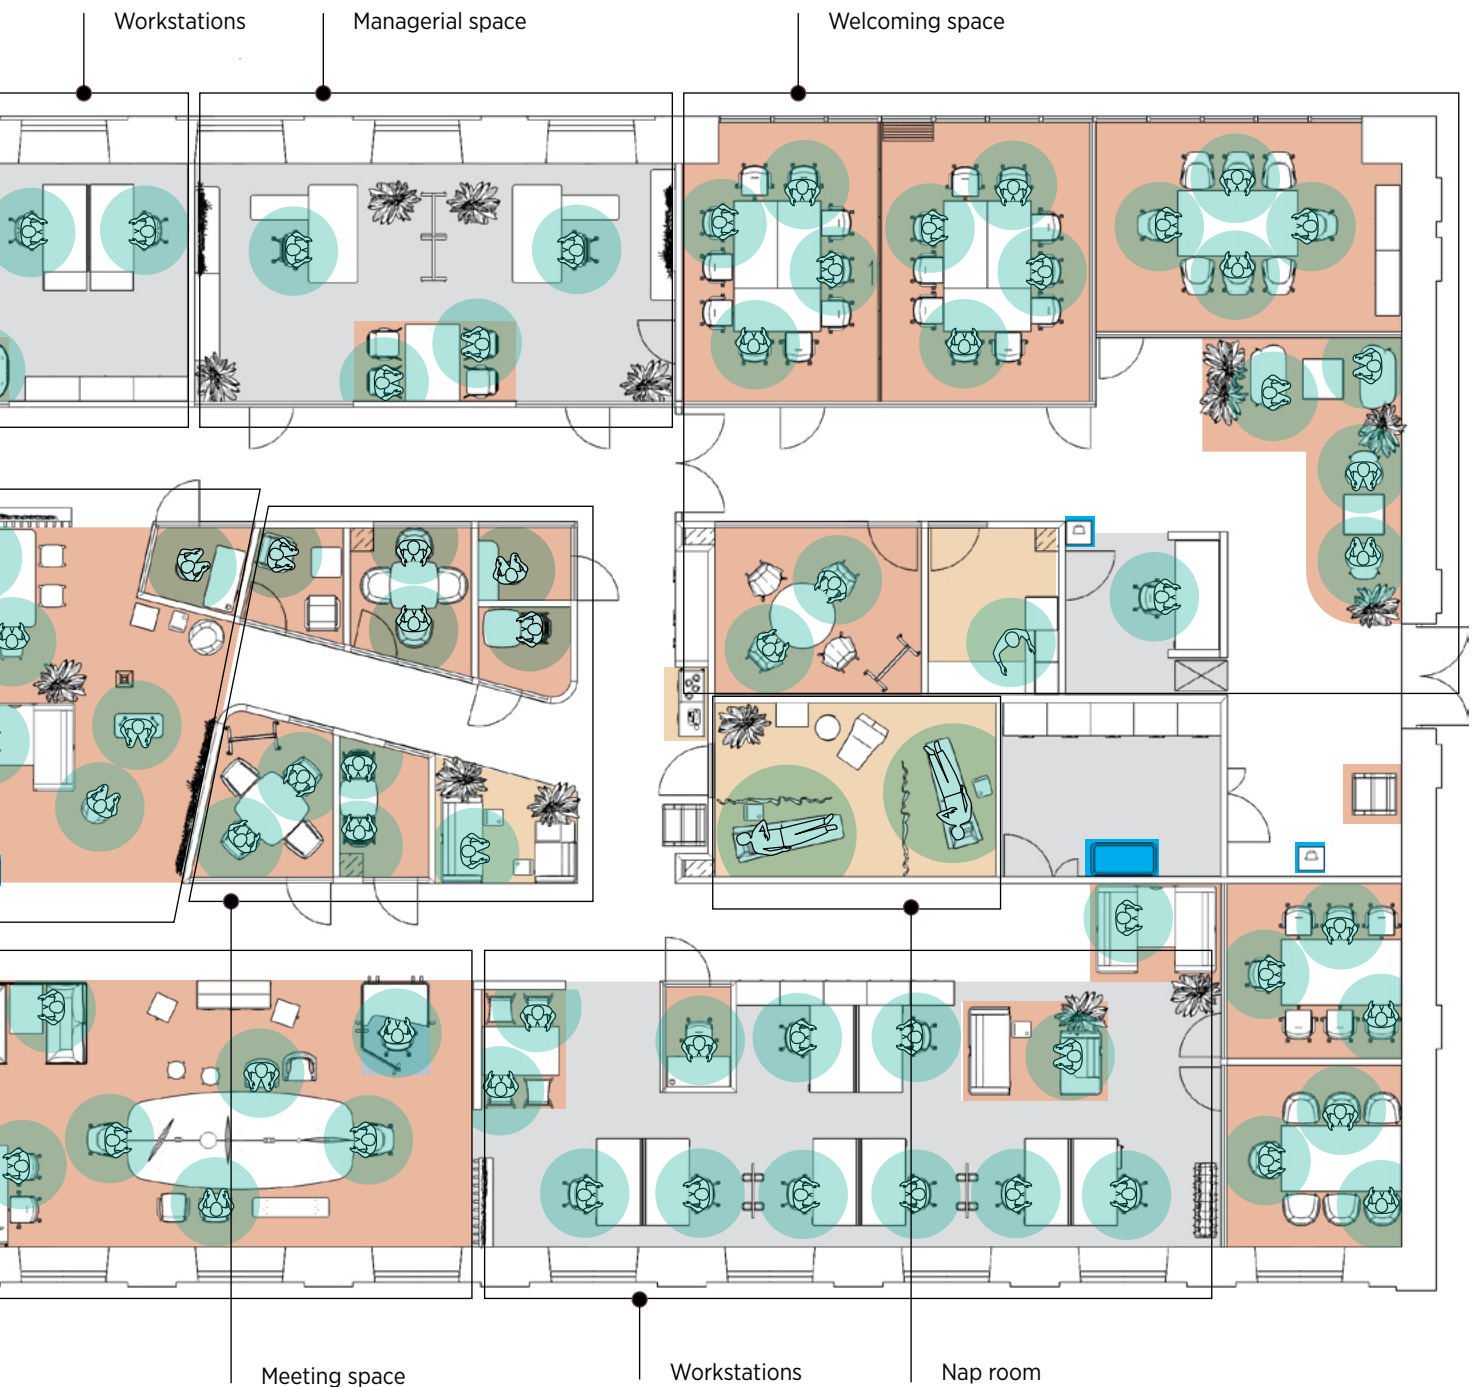 Workstations
Managerial space
Welcoming space
Meeting space
Workstations
Nap room